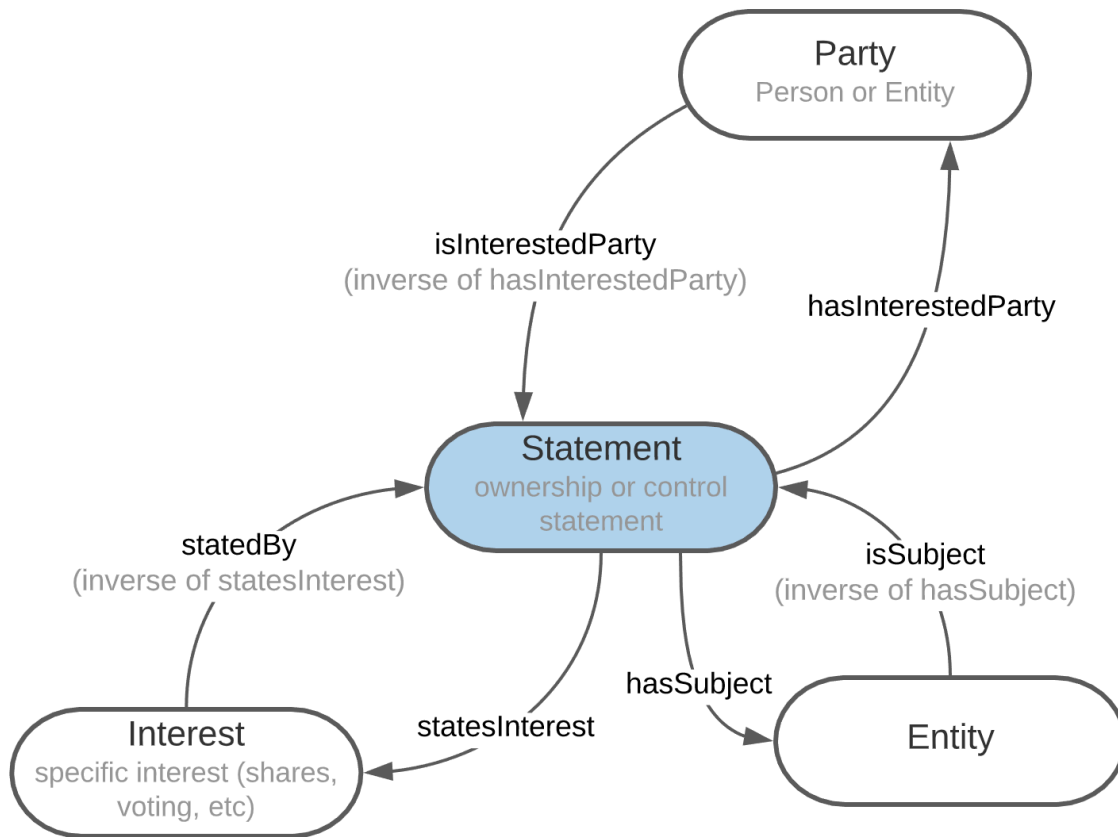 Party
Person or Entity
isInterestedParty
(inverse of hasInterestedParty)
hasInterestedParty
Statement
ownership or control
statement
statedBy
(inverse of statesInterest)
isSubject
(inverse of hasSubject)
hasSubject
statesInterest
Interest
specific interest (shares,
voting, etc)
Entity